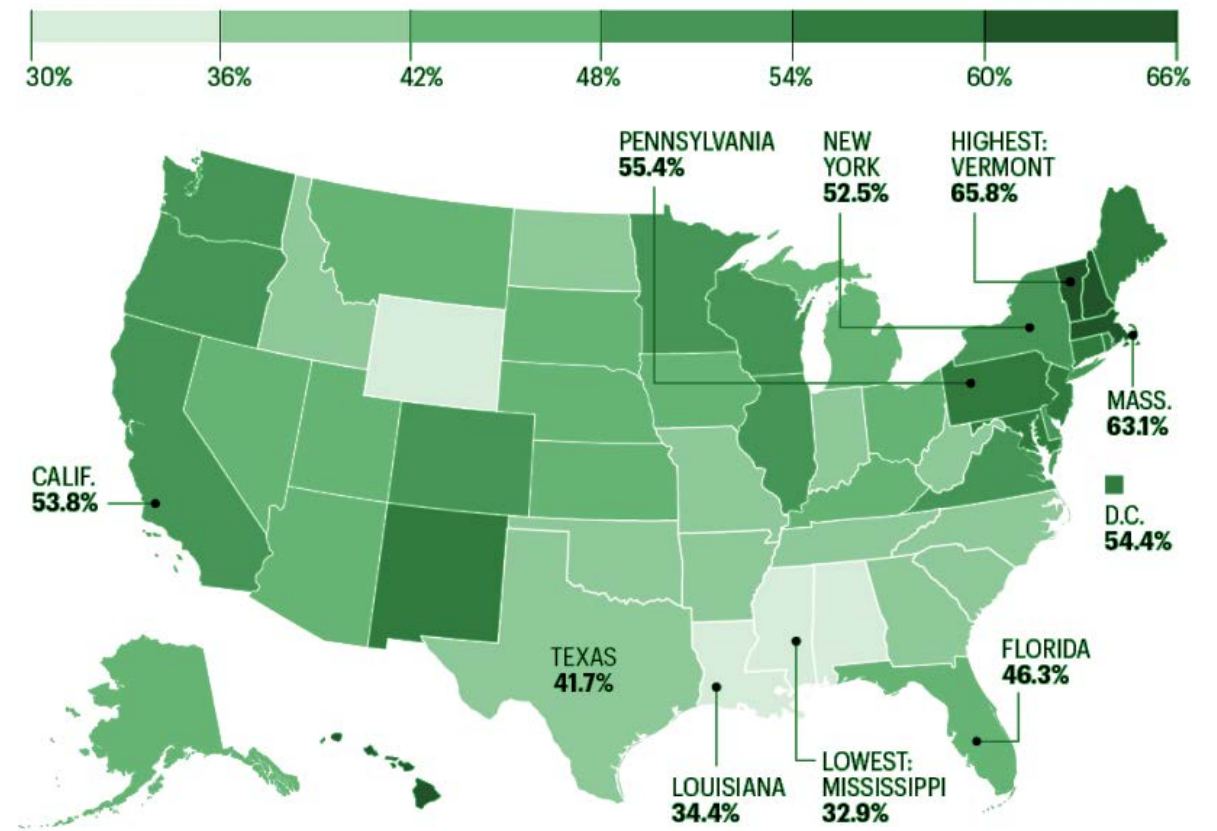 30% 36% 42% 48% 54% 60% 66%
PENNSYLVANIA
55.4%
NEW
YORK
52.5%
HIGHEST:
VERMONT
65.8%
MASS.
63.1%
CALIF.
53.8%
D.C.
54.4%
TEXAS
41.7%
FLORIDA
46.3%
LOUISIANA
34.4%
LOWEST:
MISSISSIPPI
32.9%